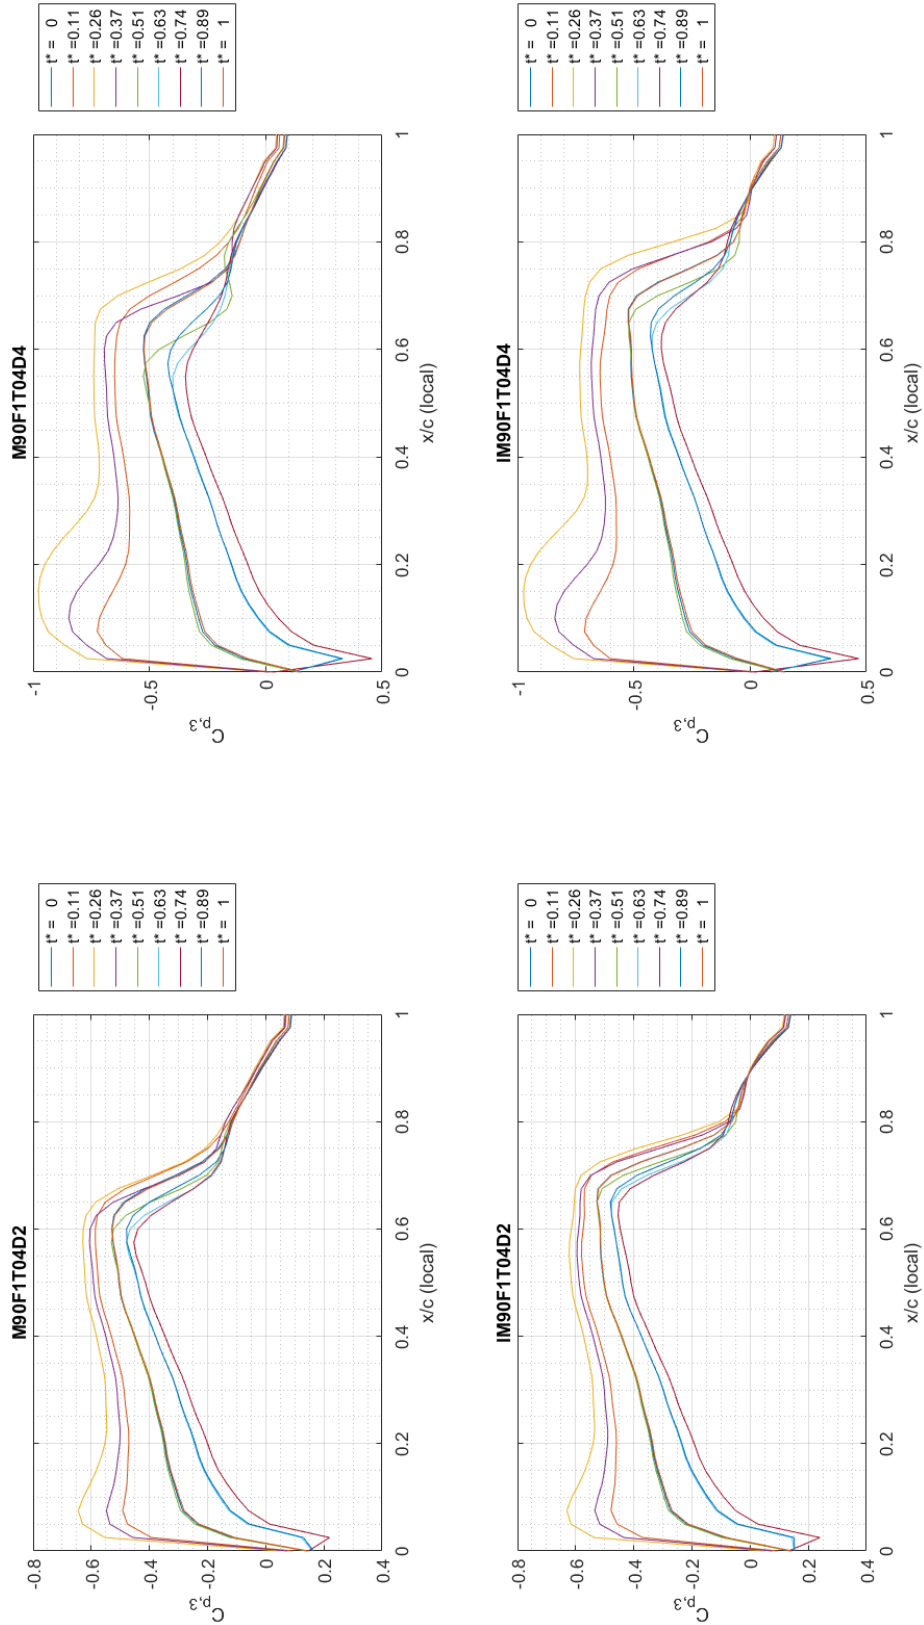 M90F1T04D2
-0.8
-0.6
-0.4
-0.2
0
0.2
0.4
C p,3
0 0.2 0.4 0.6 0.8 1
x/c (local)
t* = 0
t* =0.11
t* =0.26
t* =0.37
t* =0.51
t* =0.63
t* =0.74
t* =0.89
t* = 1
M90F1T04D4
-1
-0.5
0
0.5
C p,3
0 0.2 0.4 0.6 0.8 1
x/c (local)
t* = 0
t* =0.11
t* =0.26
t* =0.37
t* =0.51
t* =0.63
t* =0.74
t* =0.89
t* = 1
IM90F1T04D2
-0.8
-0.6
-0.4
-0.2
0
0.2
0.4
C p,3
0 0.2 0.4 0.6 0.8 1
x/c (local)
t* = 0
t* =0.11
t* =0.26
t* =0.37
t* =0.51
t* =0.63
t* =0.74
t* =0.89
t* = 1
IM90F1T04D4
-1
-0.5
0
0.5
C p,3
0 0.2 0.4 0.6 0.8 1
x/c (local)
t* = 0
t* =0.11
t* =0.26
t* =0.37
t* =0.51
t* =0.63
t* =0.74
t* =0.89
t* = 1